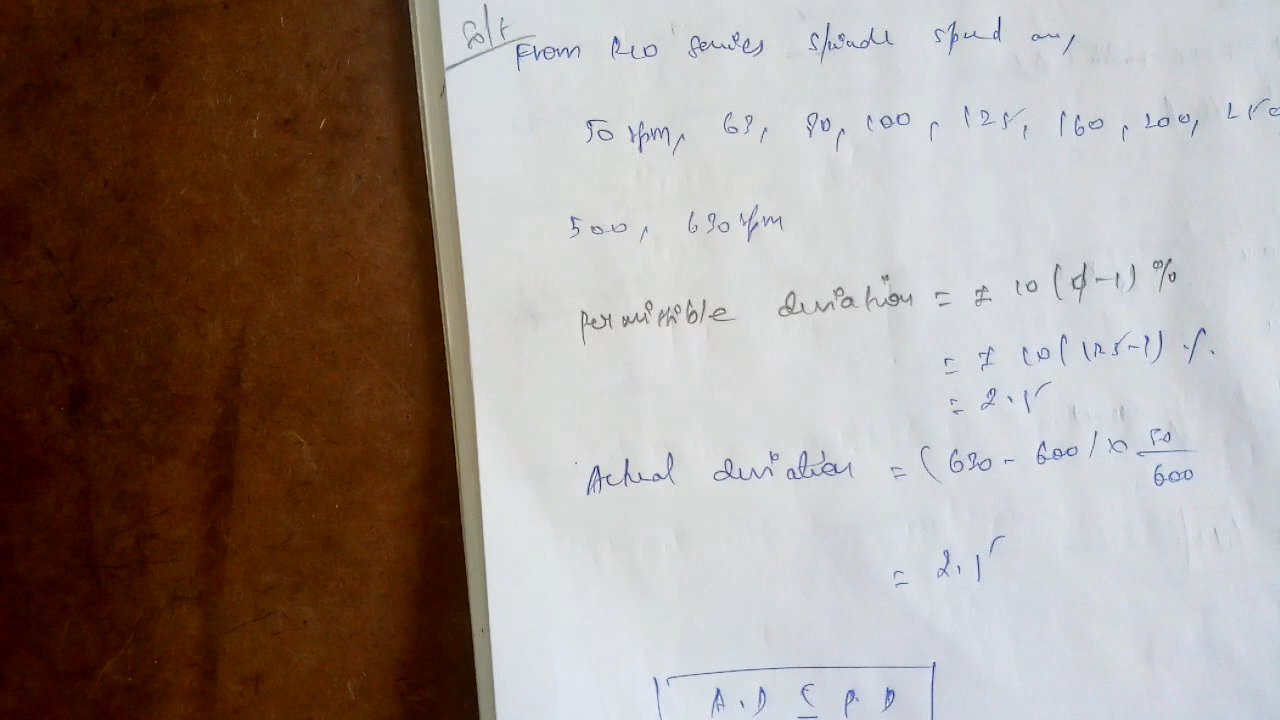 Solt
From R10 series spindle speed are,
50 rpm, 63, 80, 100, 125, 160, 200, 250
500, 630 rpm
permissible deviation = ± 10 (ϕ-1) %
= ± 10 (1.25-1) %.
= 2.5
Actual deviation = (630 - 600) x 50/600
= 2.5
A.D ≤ P.D